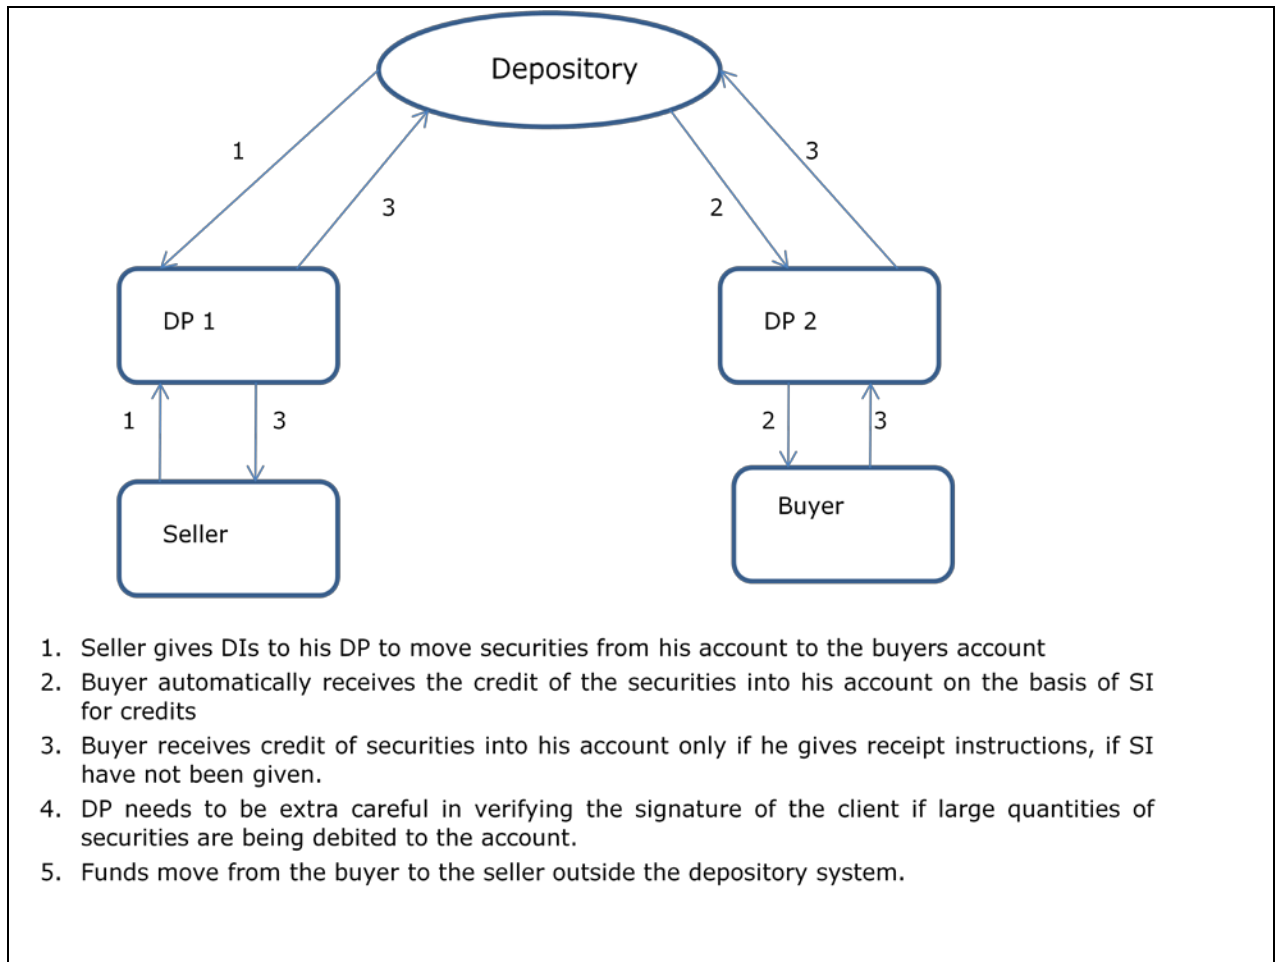 Depository
1
3
3
2
DP 1
DP 2
1
3
2
3
Seller
Buyer
1. Seller gives DIs to his DP to move securities from his account to the buyers account
2. Buyer automatically receives the credit of the securities into his account on the basis of SI
for credits
3. Buyer receives credit of securities into his account only if he gives receipt instructions, if SI
have not been given.
4. DP needs to be extra careful in verifying the signature of the client if large quantities of
securities are being debited to the account.
5. Funds move from the buyer to the seller outside the depository system.